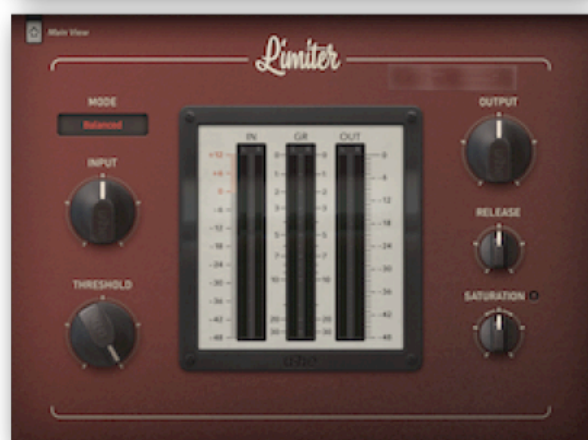 Main View
Limiter
MODE
Balanced
INPUT
THRESHOLD
OUTPUT
RELEASE
SATURATION
IN GR OUT
+12 0 0 0
+6 1 1
0 2 2 -12
-6 3 3
-12 5 5 -18
-18 7 7 -24
-24
-30 10 10 -30
-36 -36
-42 20 20 -42
-48 30 30 -48
u-he